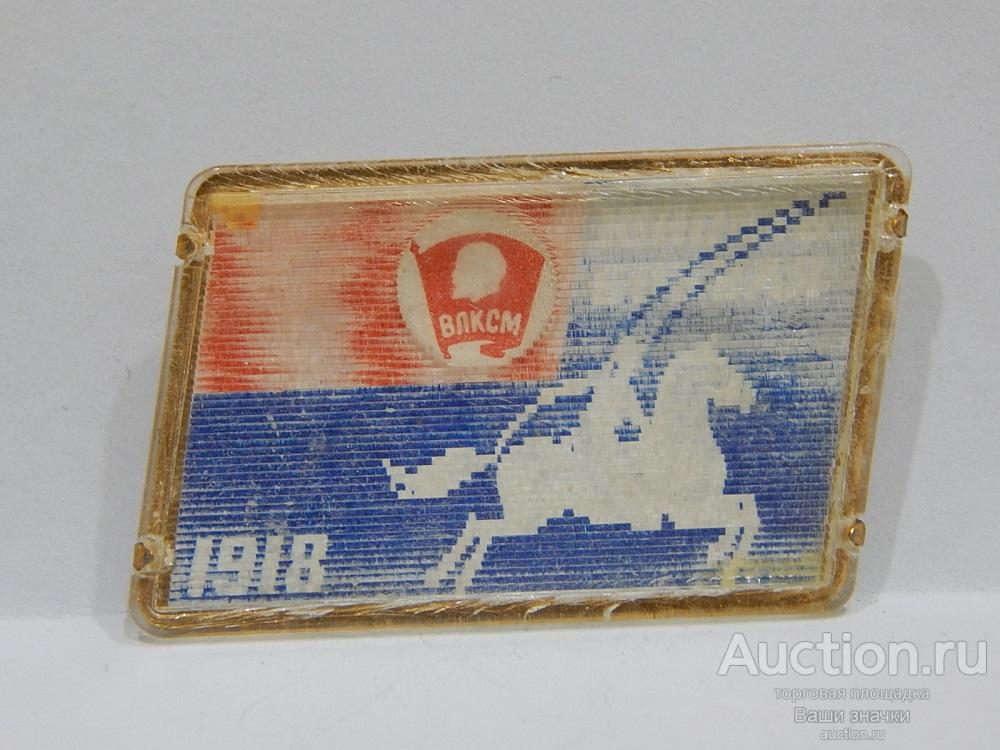 ВЛКСМ
1918
Auction.ru
торговая площадка
Ваши значки
auction.ru